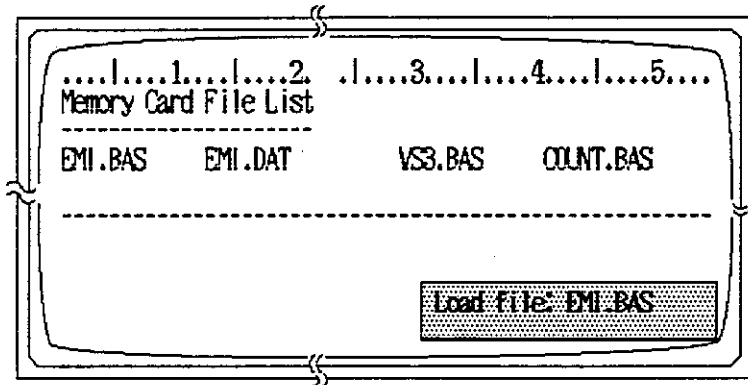 ....|....1....|....2. .|....3....|....4....|....5....
Memory Card File List
---------------------
EMI.BAS EMI.DAT VS3.BAS COUNT.BAS
------------------------------------------------------
Load file: EMI.BAS